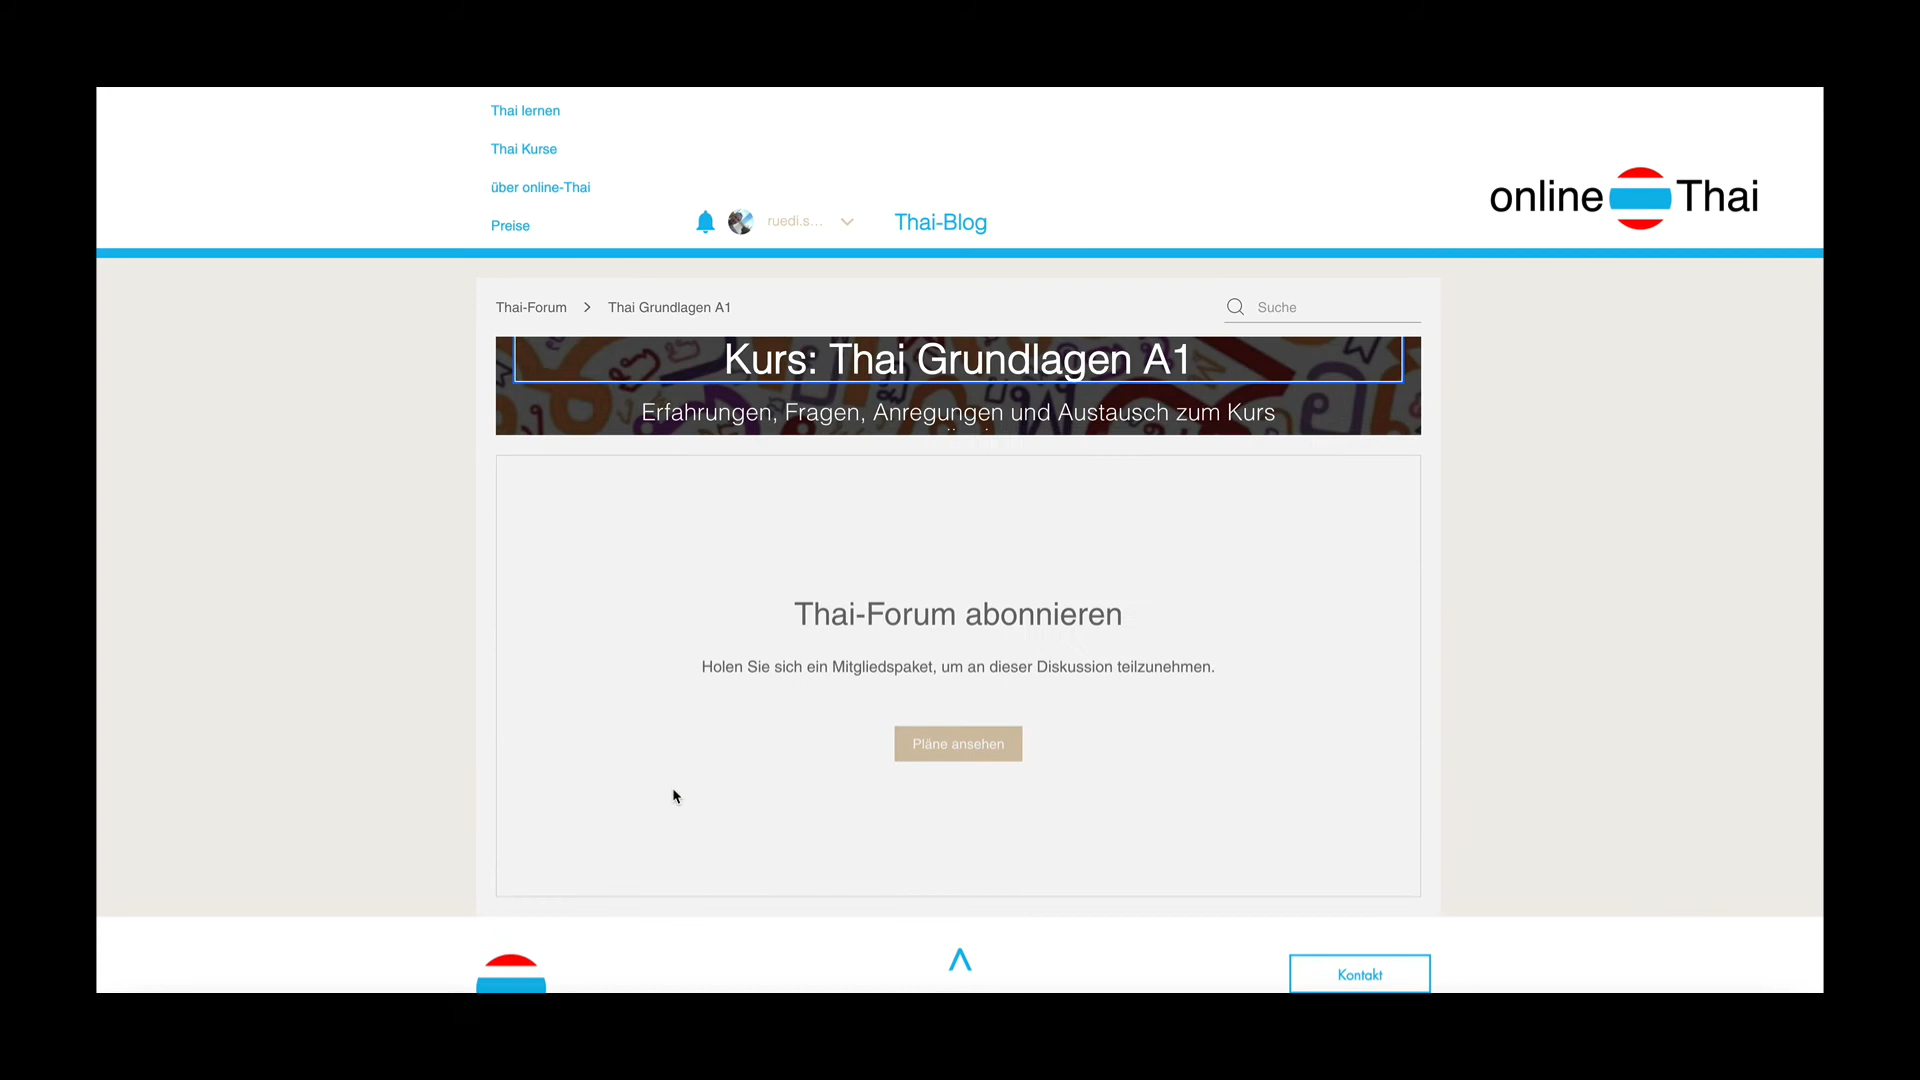 Thai lernen
Thai Kurse
über online-Thai
Preise
ruedi.s...
Thai-Blog
online Thai
Thai-Forum
Thai Grundlagen A1
Suche
Kurs: Thai Grundlagen A1
Erfahrungen, Fragen, Anregungen und Austausch zum Kurs
Thai-Forum abonnieren
Holen Sie sich ein Mitgliedspaket, um an dieser Diskussion teilzunehmen.
Pläne ansehen
Kontakt